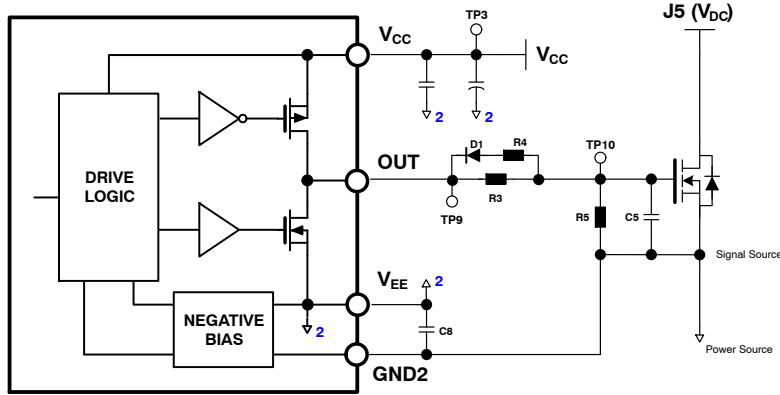 J5 (VDC)
TP3
VCC
VCC
2
2
DRIVE
LOGIC
OUT
D1
R4
TP10
R3
TP9
R5
C5
Signal Source
VEE
2
NEGATIVE
BIAS
2
C8
Power Source
GND2